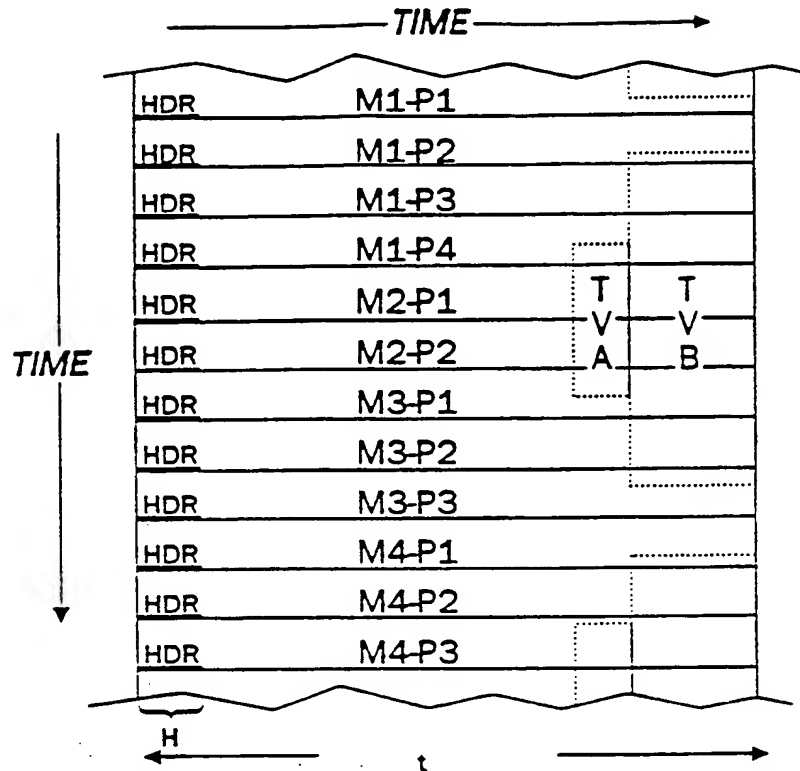 TIME
HDR M1-P1
HDR M1-P2
HDR M1-P3
HDR M1-P4
HDR M2-P1
HDR M2-P2
HDR M3-P1
HDR M3-P2
HDR M3-P3
HDR M4-P1
HDR M4-P2
HDR M4-P3
TIME
TVA
TVB
H
t